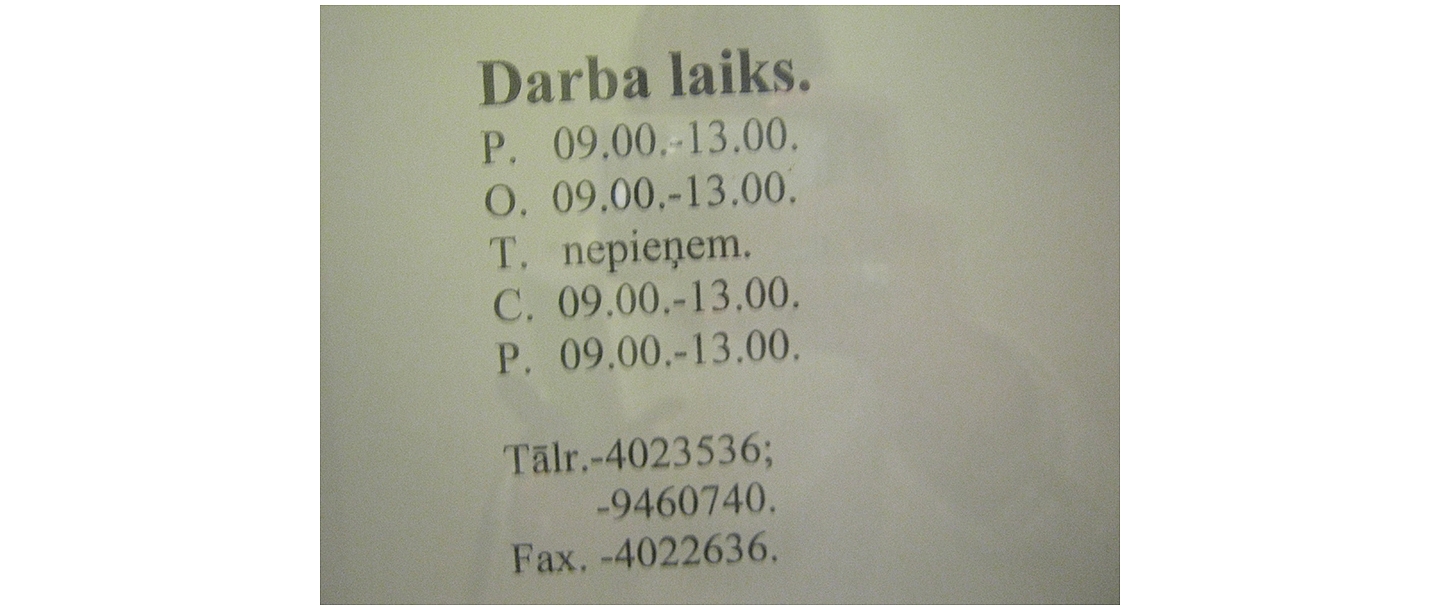 Darba laiks.
P. 09.00.-13.00.
O. 09.00.-13.00.
T. nepieņem.
C. 09.00.-13.00.
P. 09.00.-13.00.
Tālr.-4023536;
-9460740.
Fax. -4022636.